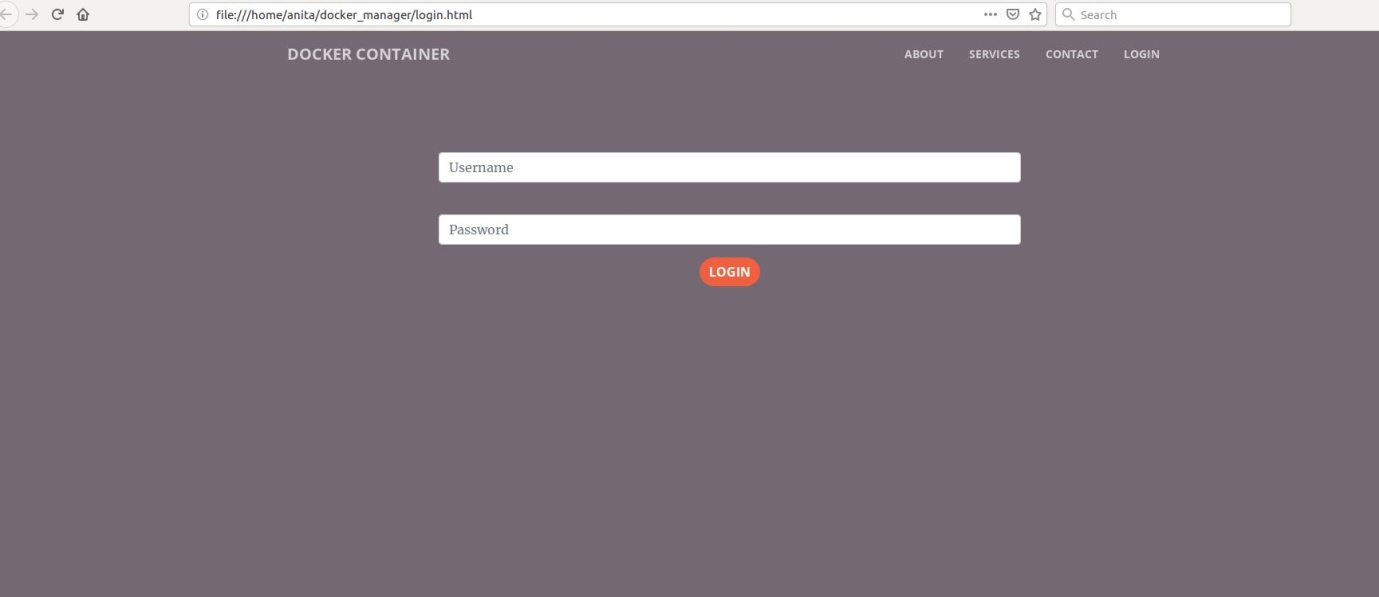 file:///home/anita/docker_manager/login.html
Search
DOCKER CONTAINER
ABOUT SERVICES CONTACT LOGIN
Username
Password
LOGIN